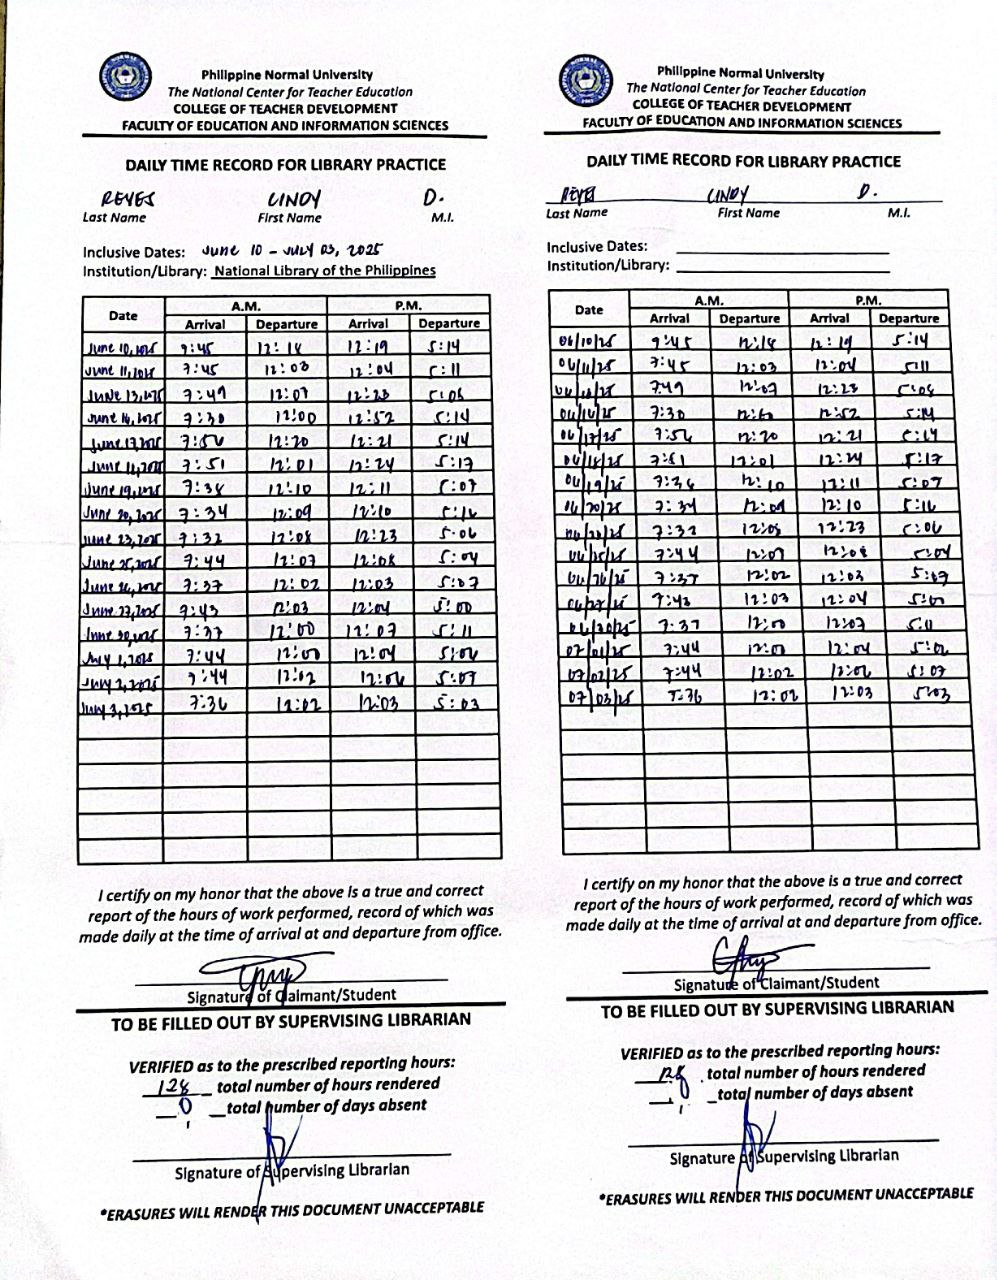 Philippine Normal University
The National Center for Teacher Education
COLLEGE OF TEACHER DEVELOPMENT
FACULTY OF EDUCATION AND INFORMATION SCIENCES
DAILY TIME RECORD FOR LIBRARY PRACTICE
REYES LINDY D.
Last Name First Name M.I.
Inclusive Dates: June 10 - July 03, 2025
Institution/Library: National Library of the Philippines
Date A.M. P.M.
Arrival Departure Arrival Departure
June 10, 2025 9:45 12:18 12:19 5:14
June 11, 2025 7:45 12:03 12:04 5:11
June 13, 2025 7:49 12:07 12:23 5:08
June 16, 2025 7:30 12:00 12:52 5:14
June 17, 2025 7:56 12:20 12:21 5:14
June 18, 2025 7:51 12:01 12:24 5:17
June 19, 2025 7:38 12:10 12:11 5:07
June 20, 2025 7:34 12:09 12:10 5:16
June 23, 2025 7:32 12:08 12:23 5:06
June 25, 2025 7:44 12:07 12:08 5:04
June 26, 2025 7:37 12:02 12:03 5:07
June 27, 2025 7:43 12:03 12:04 5:00
June 30, 2025 7:37 12:00 12:07 5:11
July 1, 2025 7:44 12:04 5:06
July 2, 2025 7:44 12:02 12:06 5:07
July 3, 2025 7:36 12:02 12:03 5:03
I certify on my honor that the above is a true and correct
report of the hours of work performed, record of which was
made daily at the time of arrival at and departure from office.
Signature of Claimant/Student
TO BE FILLED OUT BY SUPERVISING LIBRARIAN
VERIFIED as to the prescribed reporting hours:
128 total number of hours rendered
0 total number of days absent
Signature of Supervising Librarian
*ERASURES WILL RENDER THIS DOCUMENT UNACCEPTABLE
Philippine Normal University
The National Center for Teacher Education
COLLEGE OF TEACHER DEVELOPMENT
FACULTY OF EDUCATION AND INFORMATION SCIENCES
DAILY TIME RECORD FOR LIBRARY PRACTICE
REYES LINDY D.
Last Name First Name M.I.
Inclusive Dates:
Institution/Library:
Date A.M. P.M.
Arrival Departure Arrival Departure
06/10/25 9:45 12:18 12:19 5:14
06/11/25 7:45 12:03 12:04 5:11
7:49 12:07 12:23 5:08
06/16/25 7:30 12:52 5:14
06/17/25 7:56 12:20 12:21 5:14
06/18/25 7:51 12:01 12:24 5:17
06/19/25 7:38 12:10 12:11 5:07
06/20/25 7:34 12:09 12:10 5:16
7:32 12:08 12:23 5:06
06/25/25 7:44 12:07 12:08 5:04
06/26/25 7:37 12:02 12:03 5:07
06/27/25 7:43 12:03 12:04 5:00
06/30/25 7:37 12:00 12:07 5:11
07/01/25 7:44 12:04 5:06
07/02/25 7:44 12:02 12:06 5:07
07/03/25 7:36 12:02 12:03 5:03
I certify on my honor that the above is a true and correct
report of the hours of work performed, record of which was
made daily at the time of arrival at and departure from office.
Signature of Claimant/Student
TO BE FILLED OUT BY SUPERVISING LIBRARIAN
VERIFIED as to the prescribed reporting hours:
128 total number of hours rendered
total number of days absent
Signature of Supervising Librarian
*ERASURES WILL RENDER THIS DOCUMENT UNACCEPTABLE